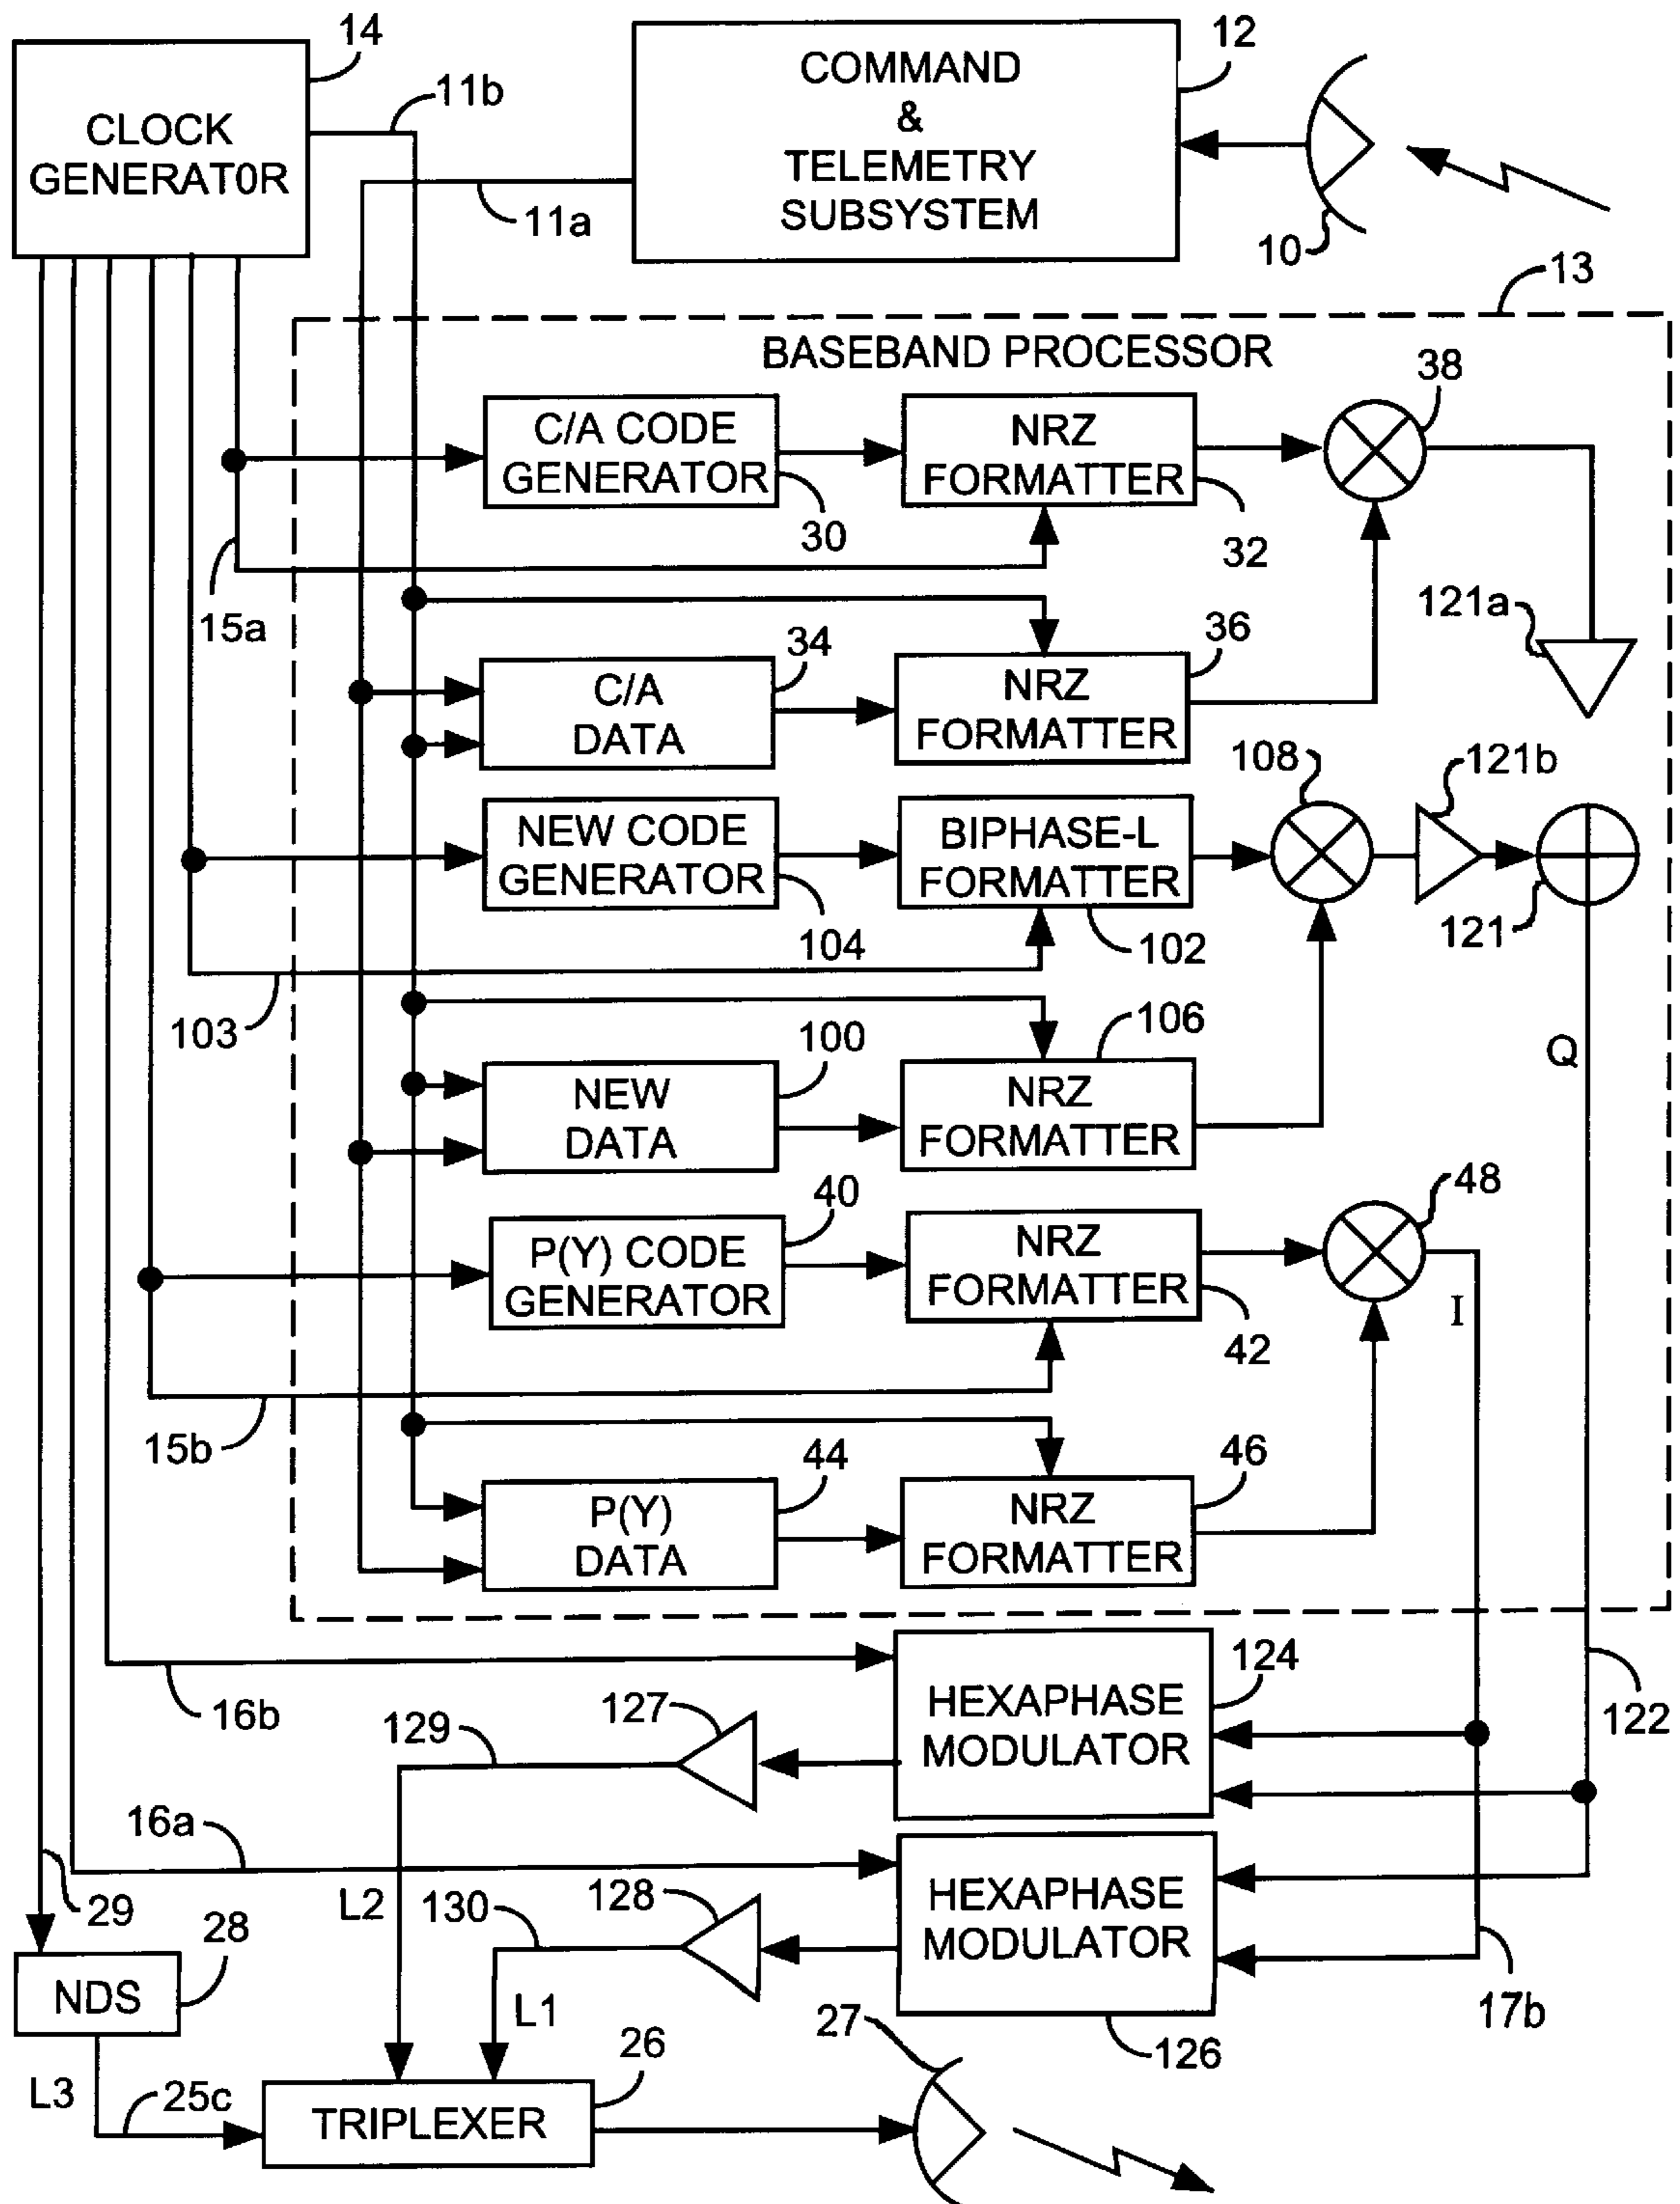 14
12
CLOCK
GENERAT0R
11b
COMMAND
&
TELEMETRY
SUBSYSTEM
11a
10
13
BASEBAND PROCESSOR
38
C/A CODE
GENERATOR
NRZ
FORMATTER
30
32
15a
121a
34
36
C/A
DATA
NRZ
FORMATTER
108
121b
NEW CODE
GENERATOR
BIPHASE-L
FORMATTER
104
102
121
103
100
106
Q
NEW
DATA
NRZ
FORMATTER
40
48
P(Y) CODE
GENERATOR
NRZ
FORMATTER
I
42
15b
44
46
P(Y)
DATA
NRZ
FORMATTER
124
16b
129
127
HEXAPHASE
MODULATOR
122
16a
29
L2
130
128
HEXAPHASE
MODULATOR
28
NDS
L1
27
17b
26
126
L3
25c
TRIPLEXER